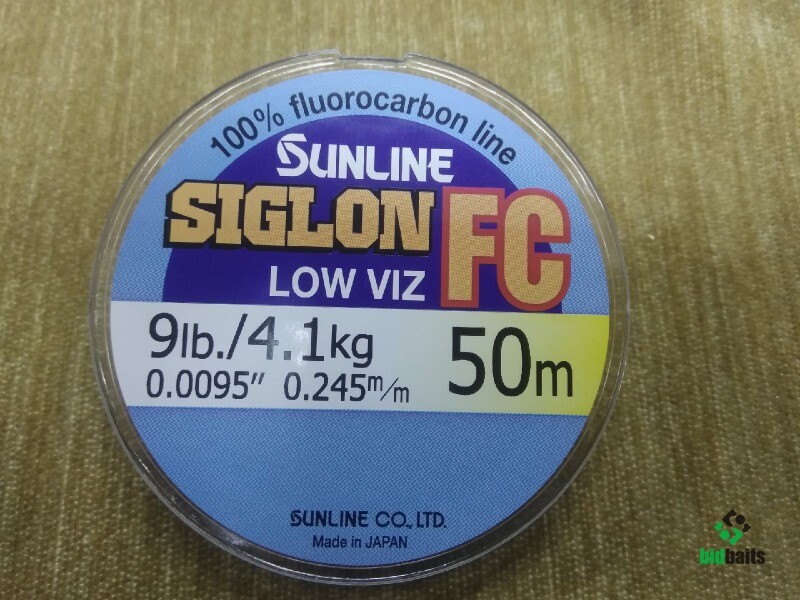 100% fluorocarbon line
SUNLINE
SIGLON FC
LOW VIZ
9lb./4.1kg
0.0095″ 0.245m/m
50m
SUNLINE CO.,LTD.
Made in JAPAN
bidbaits